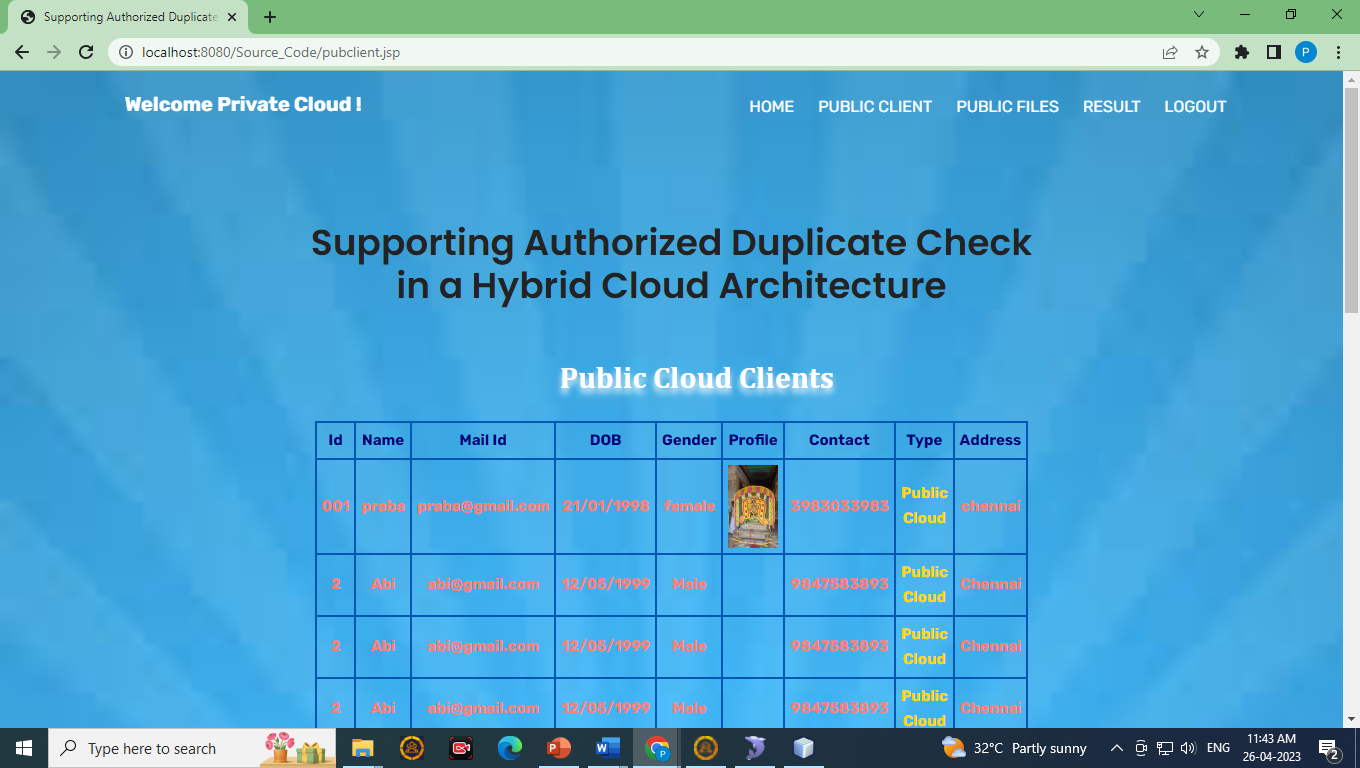 Supporting Authorized Duplicate
localhost:8080/Source_Code/pubclient.jsp
P
Welcome Private Cloud !
HOME PUBLIC CLIENT PUBLIC FILES RESULT LOGOUT
Supporting Authorized Duplicate Check
in a Hybrid Cloud Architecture
Public Cloud Clients
Id Name Mail Id DOB Gender Profile Contact Type Address
001 praba praba@gmail.com 21/01/1998 female 3983033983 Public Cloud chennai
2 Abi abi@gmail.com 12/05/1999 Male 9847583893 Public Cloud Chennai
2 Abi abi@gmail.com 12/05/1999 Male 9847583893 Public Cloud Chennai
2 Abi abi@gmail.com 12/05/1999 Male 9847583893 Public Cloud Chennai
Type here to search
32°C Partly sunny
ENG
11:43 AM
26-04-2023
2